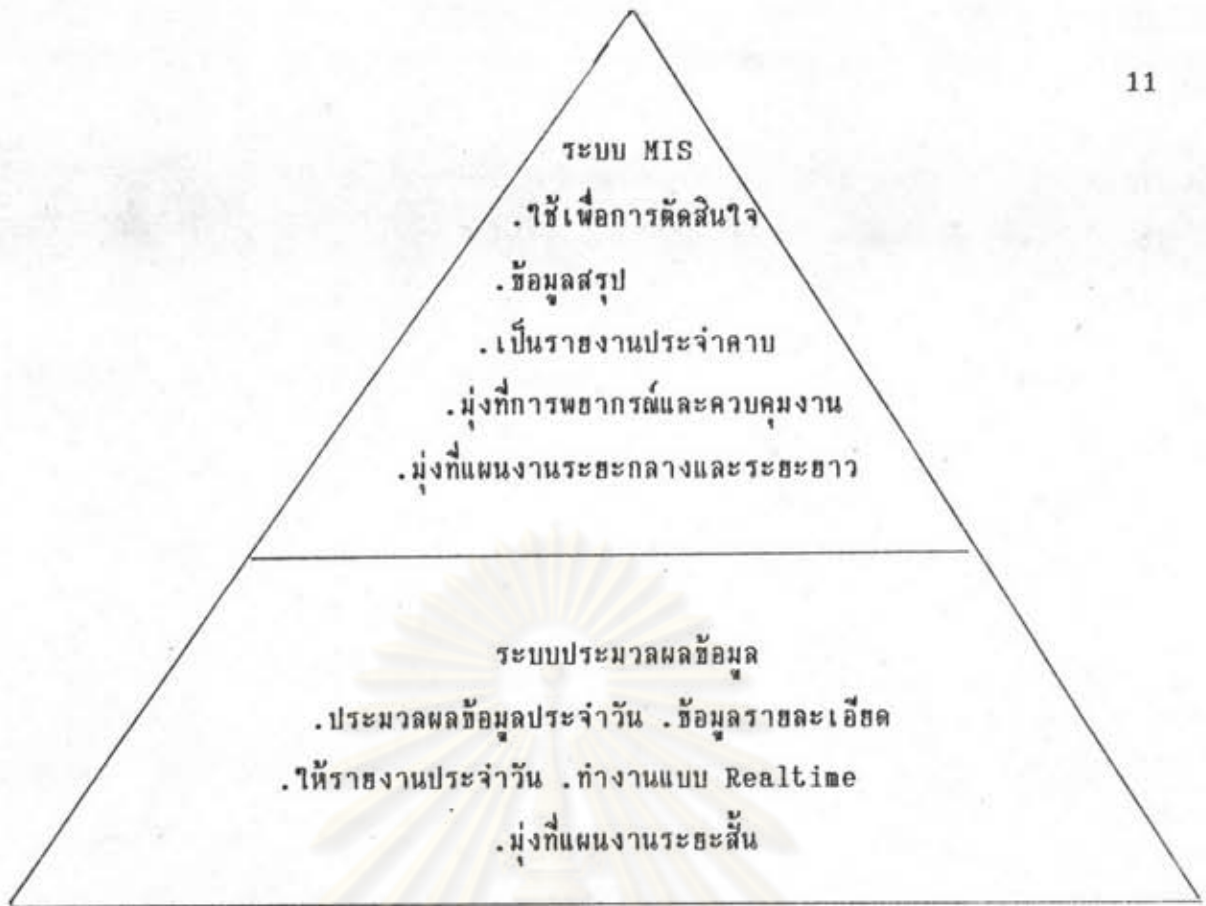 11
ระบบ MIS
.ใช้เพื่อการตัดสินใจ
.ข้อมูลสรุป
.เป็นรายงานประจำคาบ
.มุ่งที่การพยากรณ์และควบคุมงาน
.มุ่งที่แผนงานระยะกลางและระยะยาว
ระบบประมวลผลข้อมูล
.ประมวลผลข้อมูลประจำวัน .ข้อมูลรายละเอียด
.ให้รายงานประจำวัน .ทำงานแบบ Realtime
.มุ่งที่แผนงานระยะสั้น